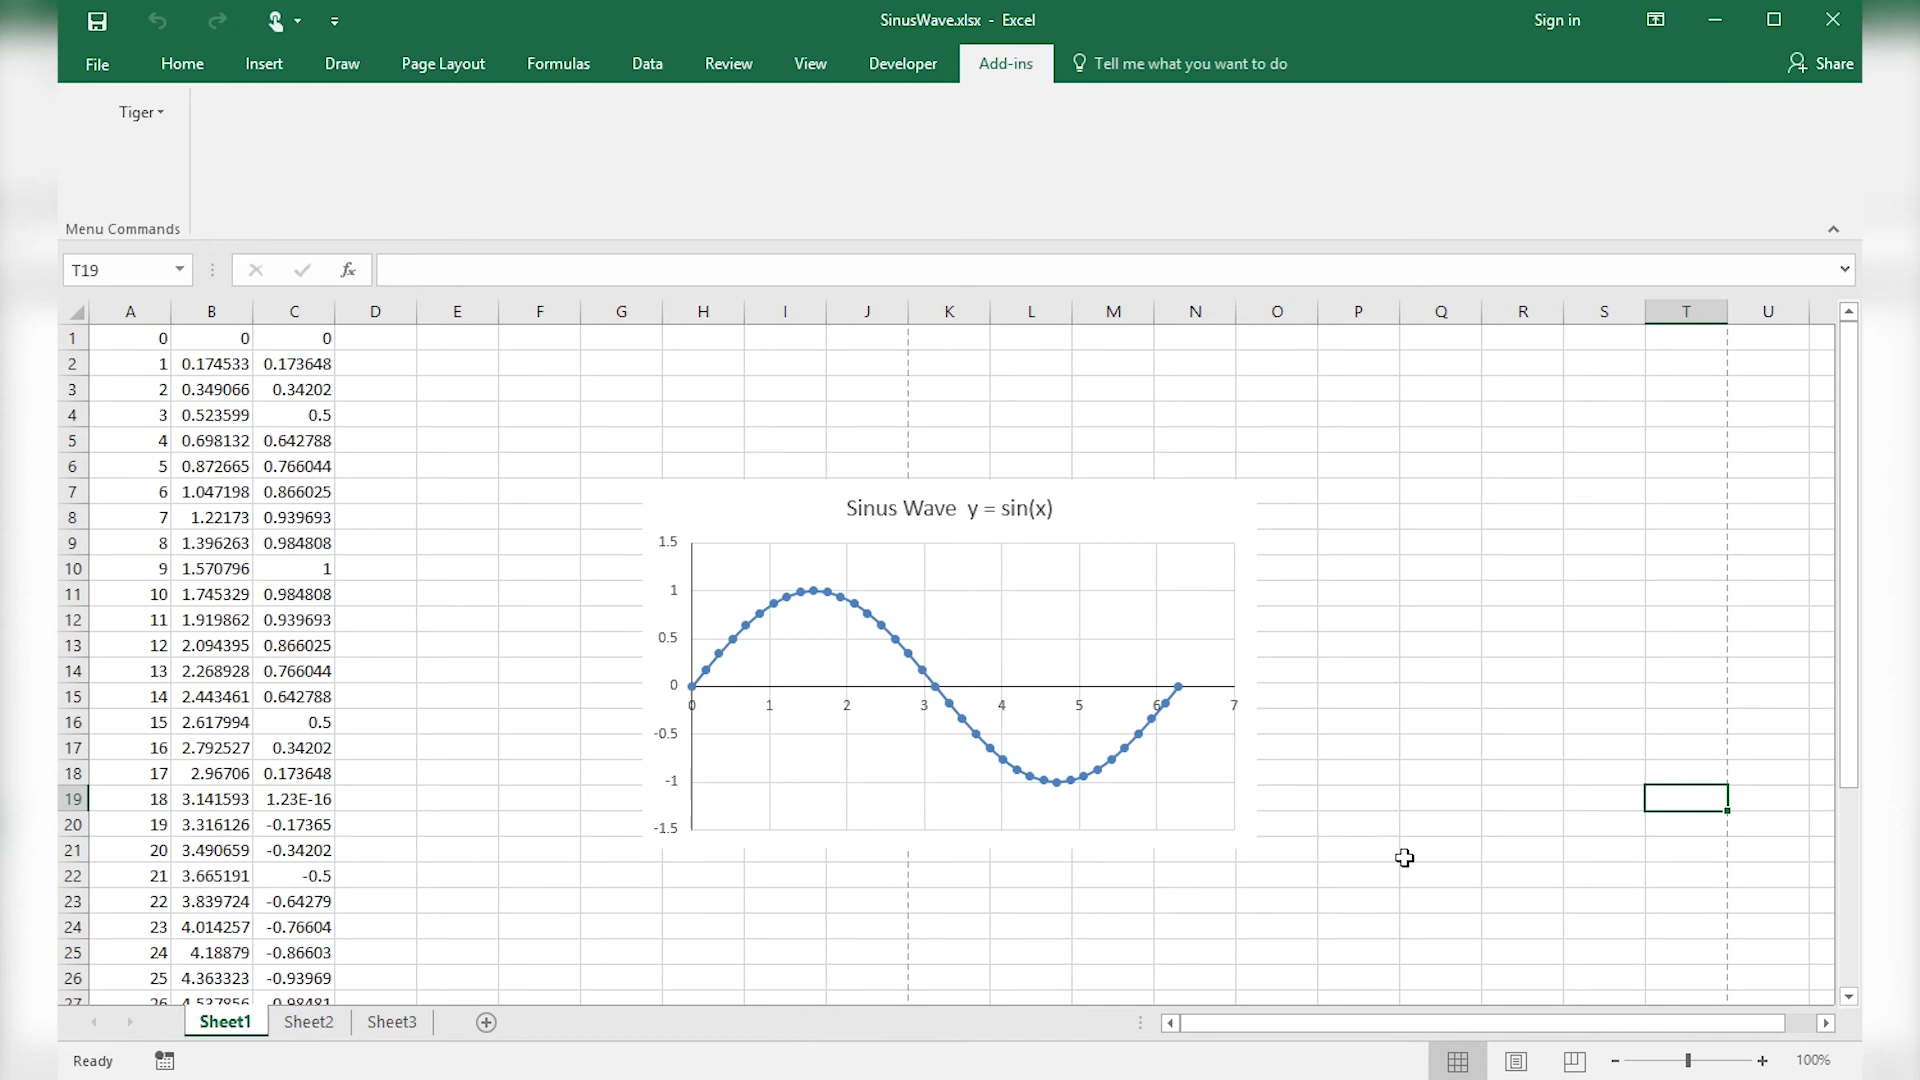 SinusWave.xlsx - Excel
Sign in
File Home Insert Draw Page Layout Formulas Data Review View Developer Add-ins Tell me what you want to do Share
Tiger
Menu Commands
T19
fx
A B C D E F G H I J K L M N O P Q R S T U
1 0 0 0
2 1 0.174533 0.173648
3 2 0.349066 0.34202
4 3 0.523599 0.5
5 4 0.698132 0.642788
6 5 0.872665 0.766044
7 6 1.047198 0.866025
8 7 1.22173 0.939693
9 8 1.396263 0.984808
10 9 1.570796 1
11 10 1.745329 0.984808
12 11 1.919862 0.939693
13 12 2.094395 0.866025
14 13 2.268928 0.766044
15 14 2.443461 0.642788
16 15 2.617994 0.5
17 16 2.792527 0.34202
18 17 2.96706 0.173648
19 18 3.141593 1.23E-16
20 19 3.316126 -0.17365
21 20 3.490659 -0.34202
22 21 3.665191 -0.5
23 22 3.839724 -0.64279
24 23 4.014257 -0.76604
25 24 4.18879 -0.86603
26 25 4.363323 -0.93969
27 26 4.537856 -0.98481
Sinus Wave y = sin(x)
1.5
1
0.5
0
0 1 2 3 4 5 6 7
-0.5
-1
-1.5
Sheet1 Sheet2 Sheet3
Ready
100%